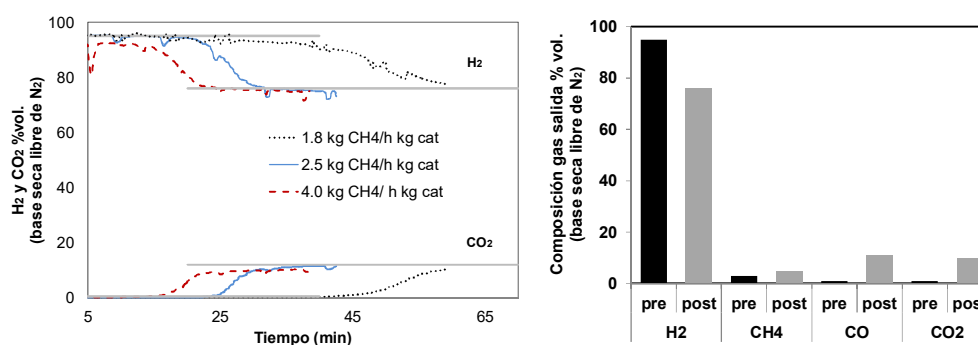 H2 y CO2 %vol.
(base seca libre de N2)
100
80
60
40
20
0
5
25
45
65
Tiempo (min)
H2
1.8 kg CH4/h kg cat
2.5 kg CH4/h kg cat
4.0 kg CH4/ h kg cat
CO2
Composición gas salida % vol.
(base seca libre de N2)
100
80
60
40
20
0
pre post pre post pre post pre post
H2 CH4 CO CO2